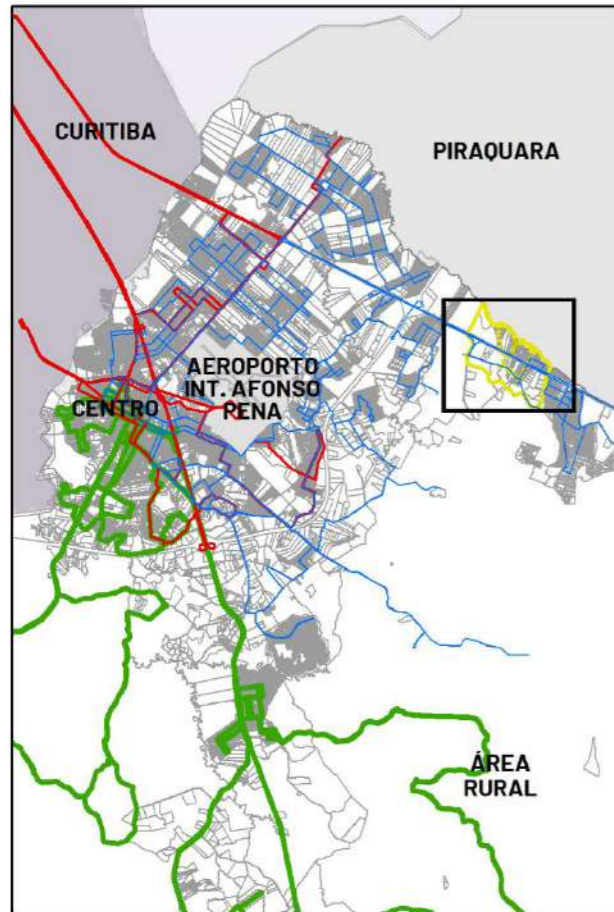 CURITIBA
PIRAQUARA
AEROPORTO
INT. AFONSO
PENA
CENTRO
ÁREA
RURAL